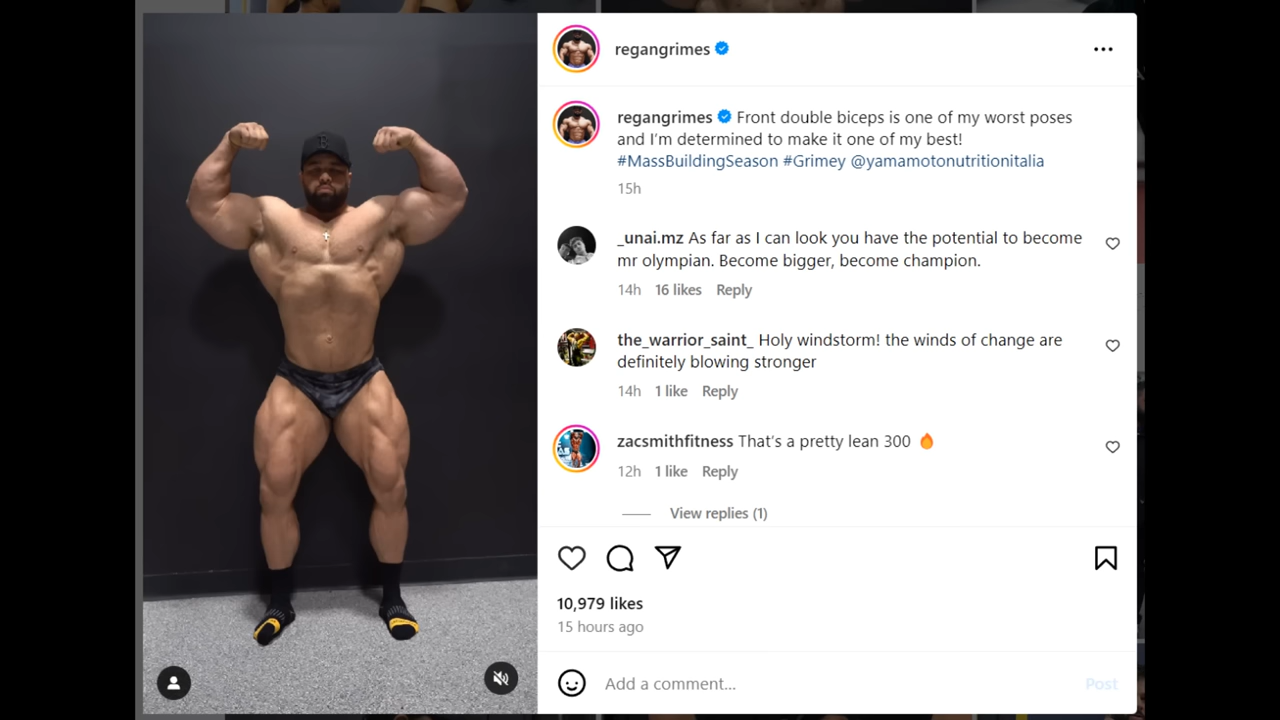 regangrimes
regangrimes Front double biceps is one of my worst poses
and I'm determined to make it one of my best!
#MassBuildingSeason #Grimey @yamamotonutritionitalia
15h
_unai.mz As far as I can look you have the potential to become
mr olympian. Become bigger, become champion.
14h 16 likes Reply
the_warrior_saint_ Holy windstorm! the winds of change are
definitely blowing stronger
14h 1 like Reply
zacsmithfitness That's a pretty lean 300 🔥
12h 1 like Reply
View replies (1)
10,979 likes
15 hours ago
Add a comment...
Post